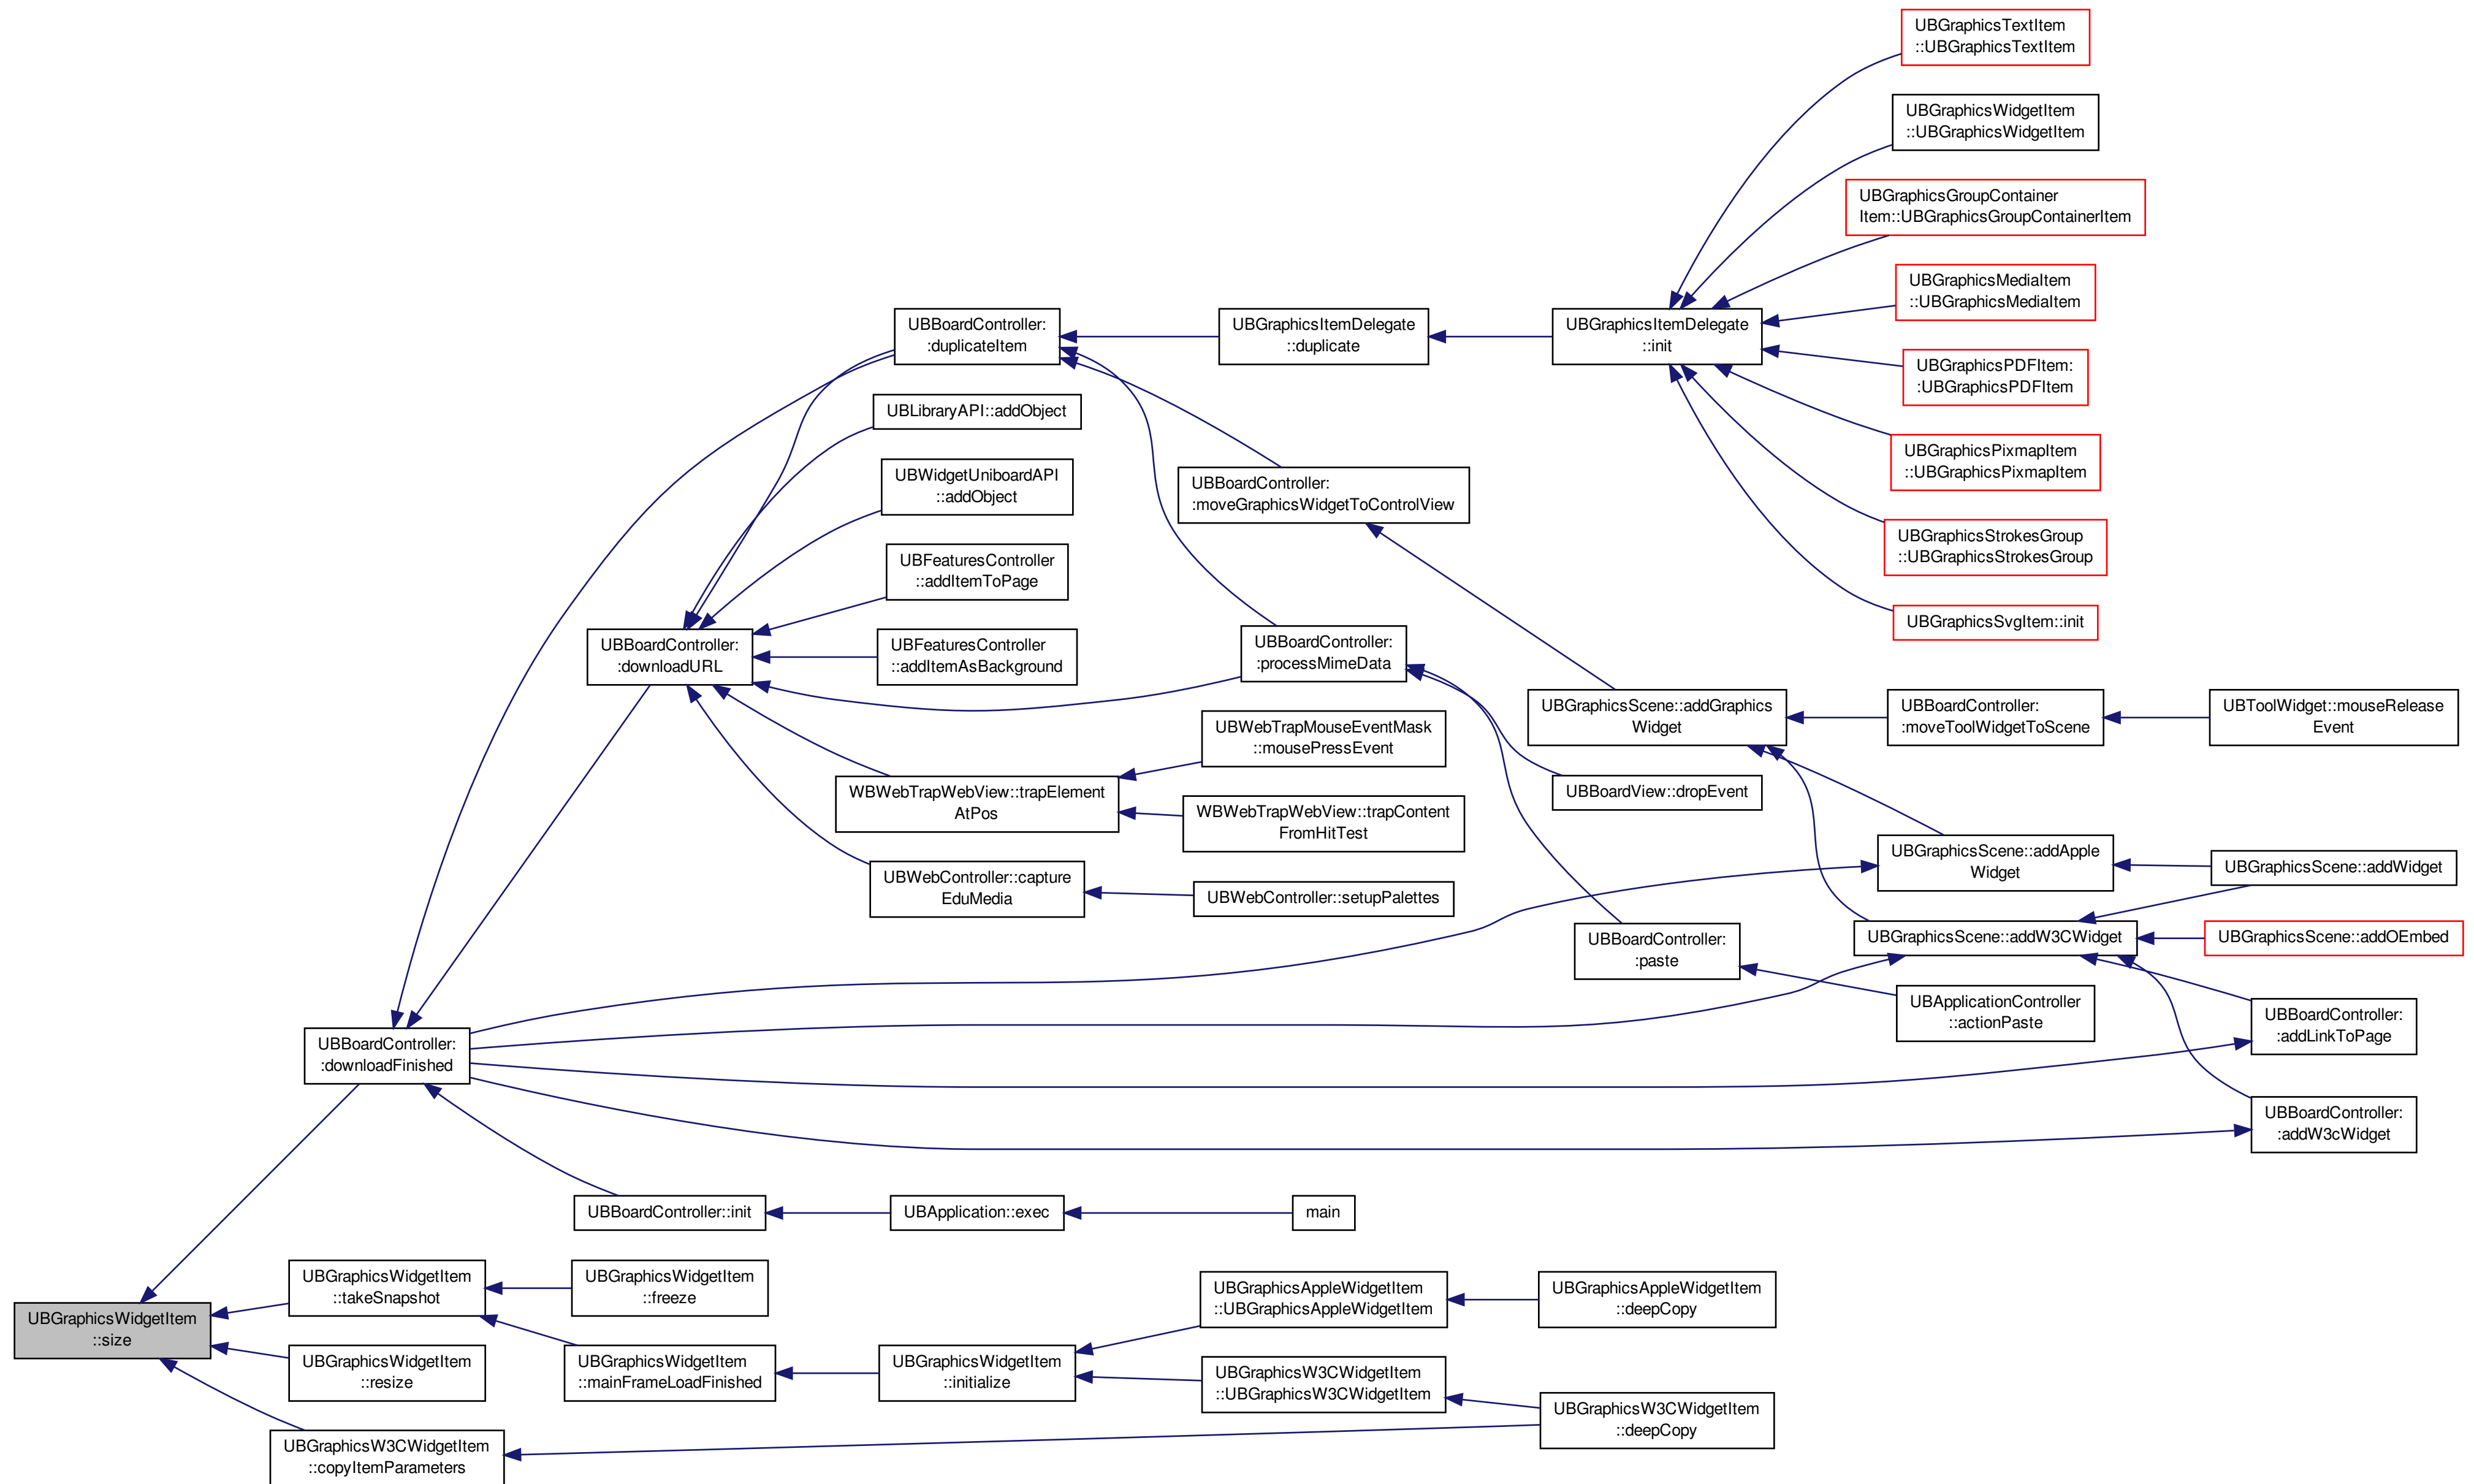 UBGraphicsTextItem
::UBGraphicsTextItem
UBGraphicsWidgetItem
::UBGraphicsWidgetItem
UBGraphicsGroupContainer
Item::UBGraphicsGroupContainerItem
UBGraphicsMediaItem
::UBGraphicsMediaItem
UBBoardController:
:duplicateItem
UBGraphicsItemDelegate
::duplicate
UBGraphicsItemDelegate
::init
UBGraphicsPDFItem:
:UBGraphicsPDFItem
UBLibraryAPI::addObject
UBGraphicsPixmapItem
::UBGraphicsPixmapItem
UBWidgetUniboardAPI
::addObject
UBBoardController:
:moveGraphicsWidgetToControlView
UBGraphicsStrokesGroup
::UBGraphicsStrokesGroup
UBFeaturesController
::addItemToPage
UBGraphicsSvgItem::init
UBBoardController:
:downloadURL
UBFeaturesController
::addItemAsBackground
UBBoardController:
:processMimeData
UBGraphicsScene::addGraphics
Widget
UBBoardController:
:moveToolWidgetToScene
UBToolWidget::mouseRelease
Event
UBWebTrapMouseEventMask
::mousePressEvent
WBWebTrapWebView::trapElement
AtPos
UBBoardView::dropEvent
WBWebTrapWebView::trapContent
FromHitTest
UBGraphicsScene::addApple
Widget
UBGraphicsScene::addWidget
UBWebController::capture
EduMedia
UBWebController::setupPalettes
UBGraphicsScene::addW3CWidget
UBGraphicsScene::addOEmbed
UBBoardController:
:paste
UBApplicationController
::actionPaste
UBBoardController:
:addLinkToPage
UBBoardController:
:downloadFinished
UBBoardController:
:addW3cWidget
UBBoardController::init
UBApplication::exec
main
UBGraphicsWidgetItem
::takeSnapshot
UBGraphicsWidgetItem
::freeze
UBGraphicsAppleWidgetItem
::UBGraphicsAppleWidgetItem
UBGraphicsAppleWidgetItem
::deepCopy
UBGraphicsWidgetItem
::size
UBGraphicsWidgetItem
::resize
UBGraphicsWidgetItem
::mainFrameLoadFinished
UBGraphicsWidgetItem
::initialize
UBGraphicsW3CWidgetItem
::UBGraphicsW3CWidgetItem
UBGraphicsW3CWidgetItem
::deepCopy
UBGraphicsW3CWidgetItem
::copyItemParameters